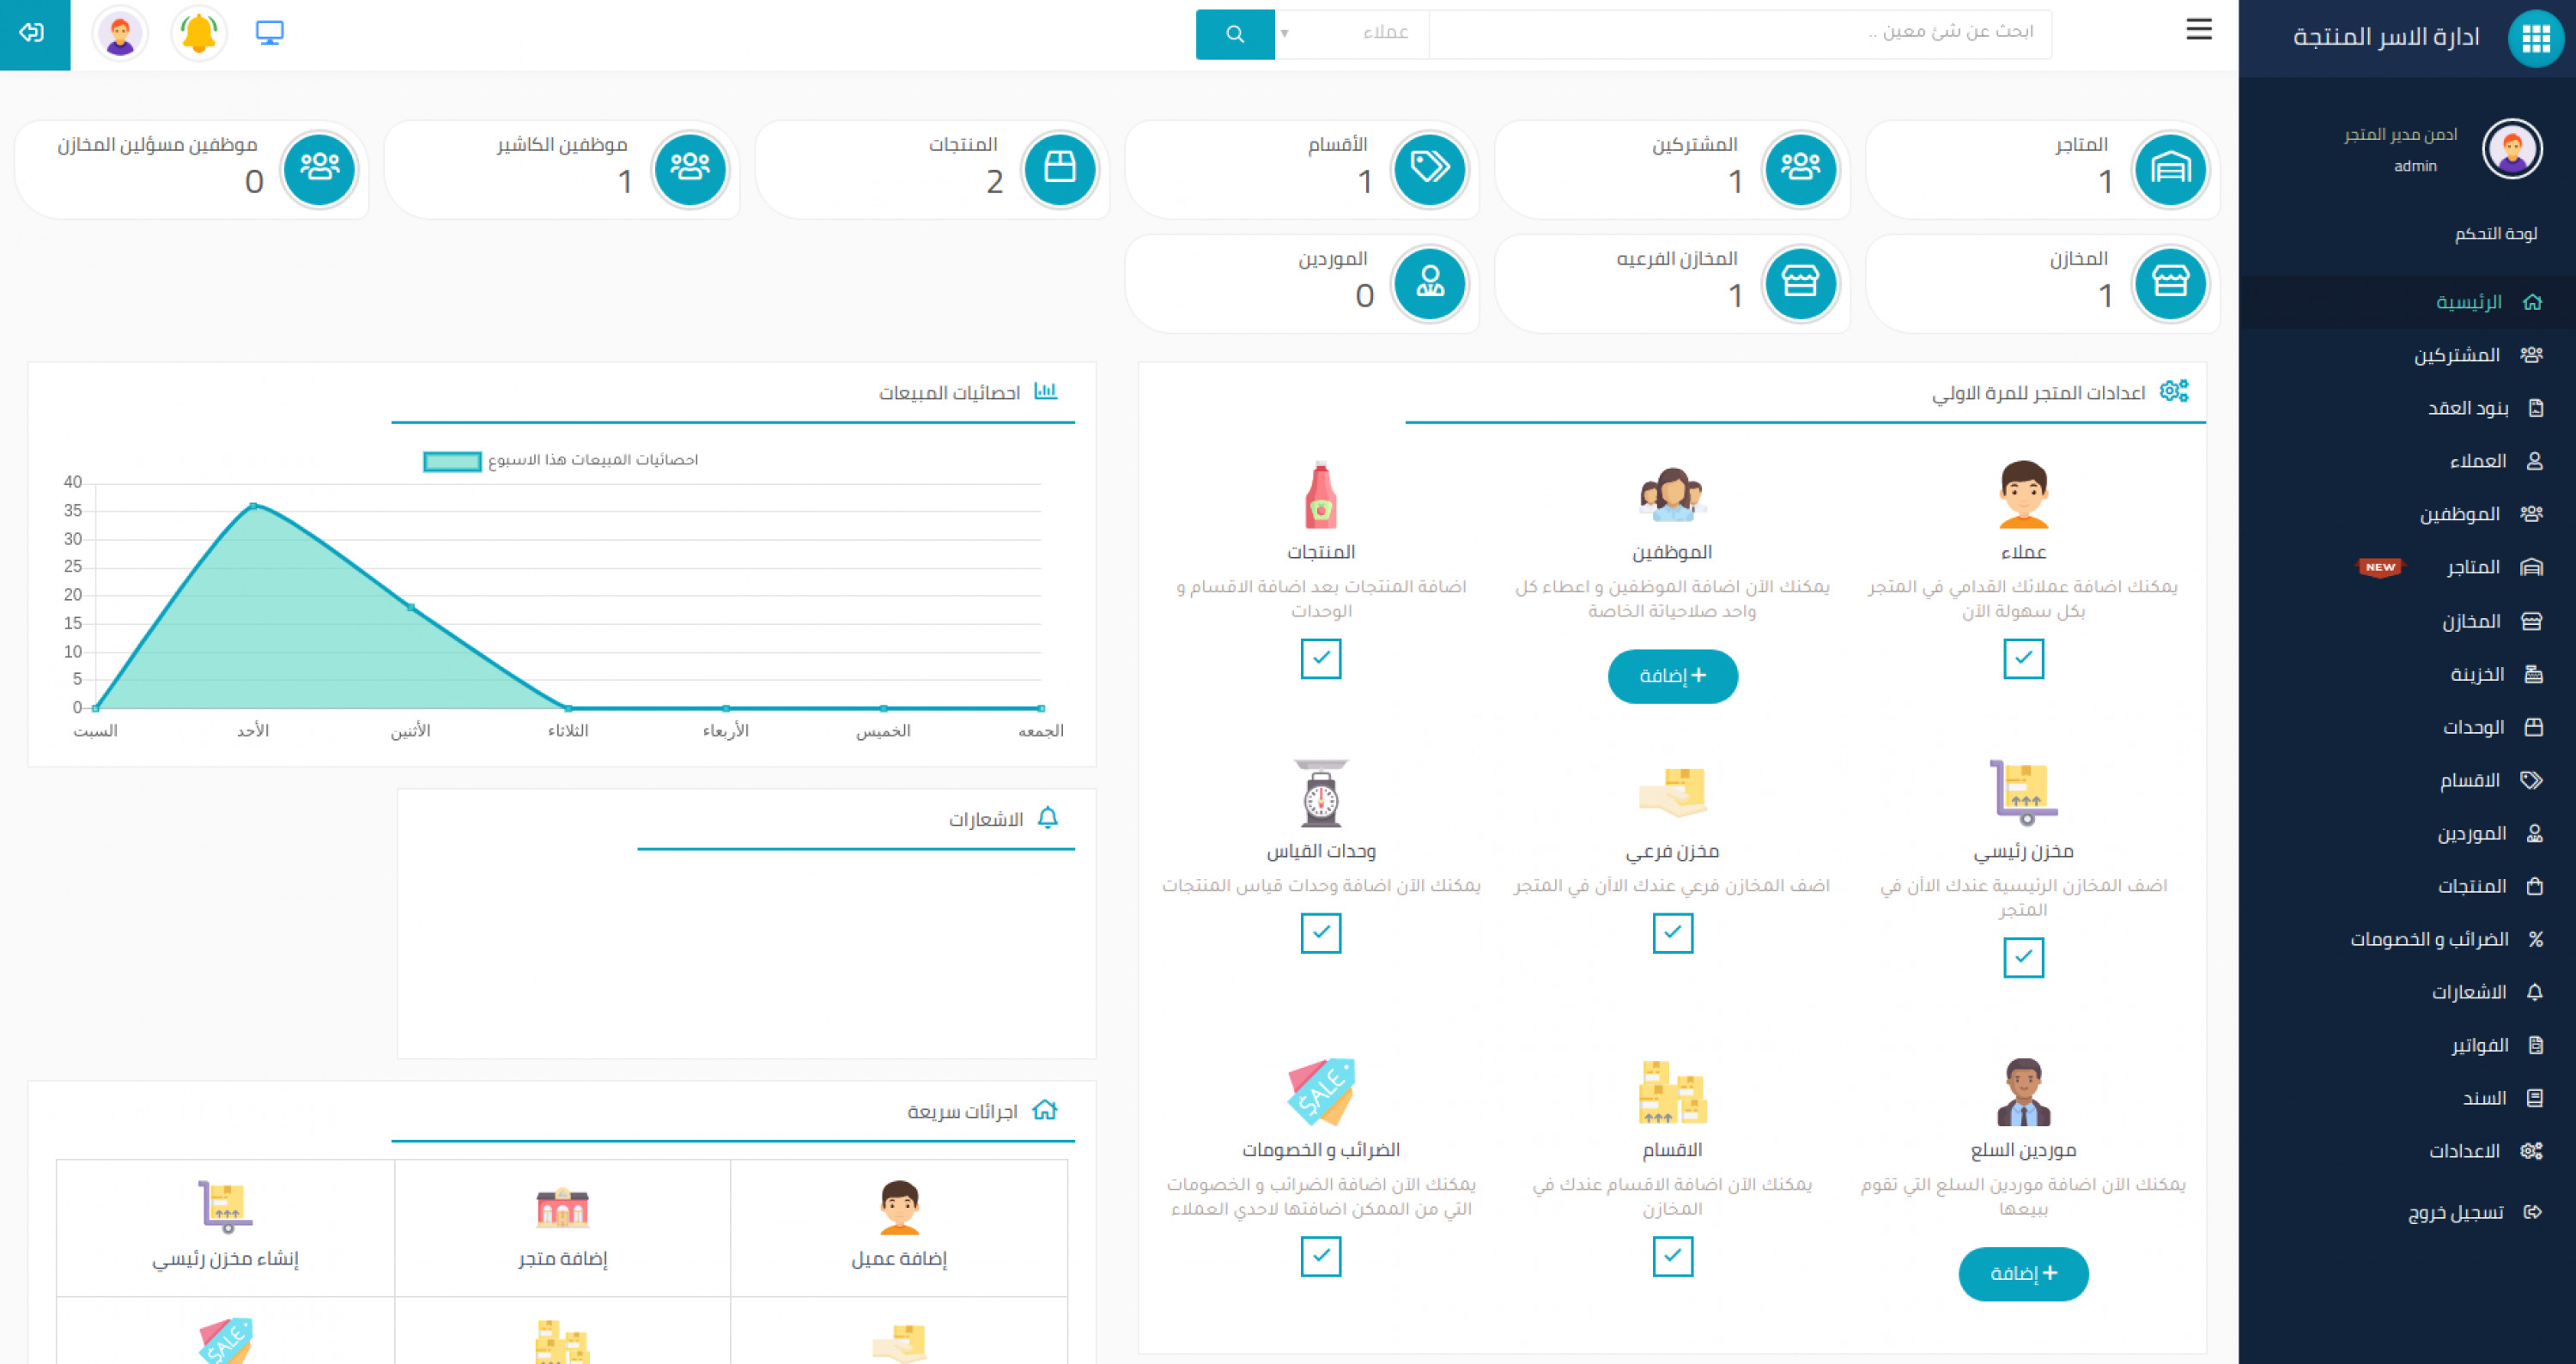 ادارة الاسر المنتجة
ادمن مدير المتجر
admin
لوحة التحكم
الرئيسية
المشتركين
بنود العقد
العملاء
الموظفين
المتاجر
NEW
المخازن
الخزينة
الوحدات
الاقسام
الموردين
المنتجات
الضرائب و الخصومات
الاشعارات
الفواتير
السند
الاعدادات
تسجيل خروج
ابحث عن شئ معين ..
عملاء
المتاجر
1
المشتركين
1
الأقسام
1
المنتجات
2
موظفين الكاشير
1
موظفين مسؤلين المخازن
0
المخازن
1
المخازن الفرعيه
1
الموردين
0
اعدادات المتجر للمرة الاولي
عملاء
يمكنك اضافة عملائك القدامي في المتجر
بكل سهولة الآن
الموظفين
يمكنك الآن اضافة الموظفين و اعطاء كل
واحد صلاحياتة الخاصة
+إضافة
المنتجات
اضافة المنتجات بعد اضافة الاقسام و
الوحدات
مخزن رئيسي
اضف المخازن الرئيسية عندك الاآن في
المتجر
مخزن فرعي
اضف المخازن فرعي عندك الاآن في المتجر
وحدات القياس
يمكنك الآن اضافة وحدات قياس المنتجات
موردين السلع
يمكنك الآن اضافة موردين السلع التي تقوم
ببيعها
+إضافة
الاقسام
يمكنك الآن اضافة الاقسام عندك في
المخازن
SALE
الضرائب و الخصومات
يمكنك الآن اضافة الضرائب و الخصومات
التي من الممكن اضافتها لاحدي العملاء
احصائيات المبيعات
احصائيات المبيعات هذا الاسبوع
40
35
30
25
20
15
10
5
0
السبت
الأحد
الأثنين
الثلاثاء
الأربعاء
الخميس
الجمعه
الاشعارات
اجرائات سريعة
إضافة عميل
إضافة متجر
إنشاء مخزن رئيسي
SALE